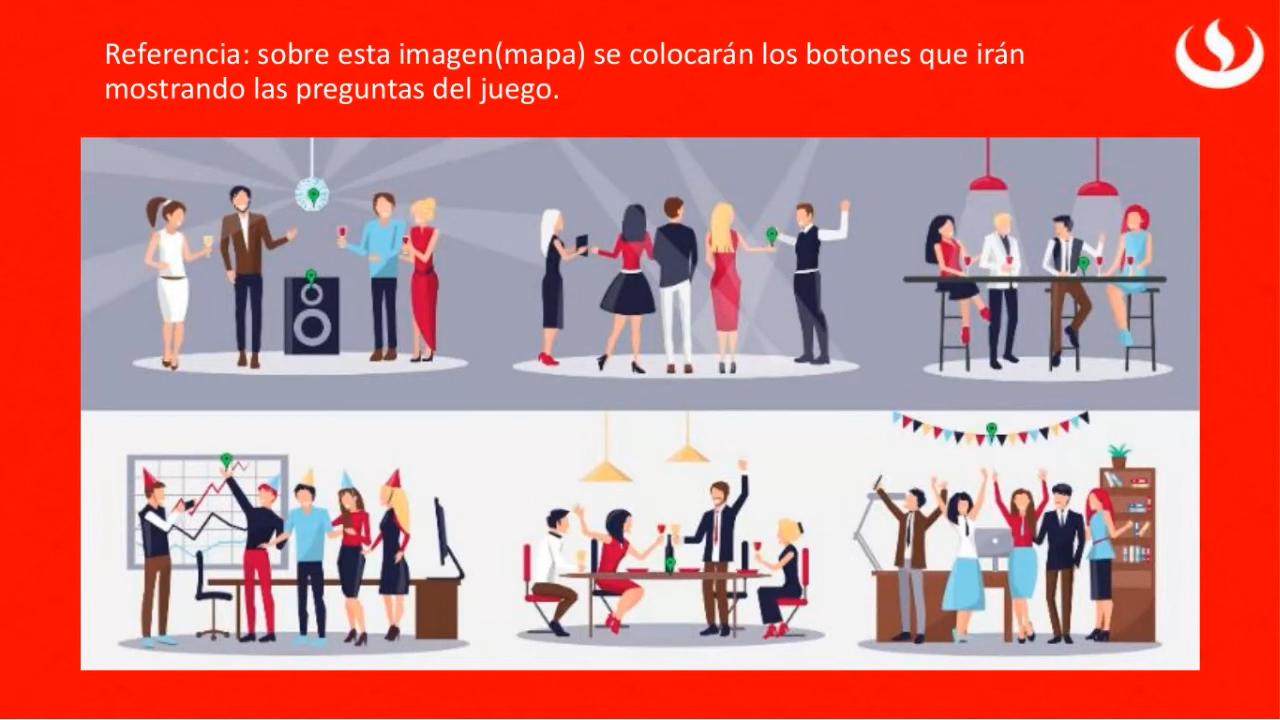 Referencia: sobre esta imagen(mapa) se colocarán los botones que irán
mostrando las preguntas del juego.